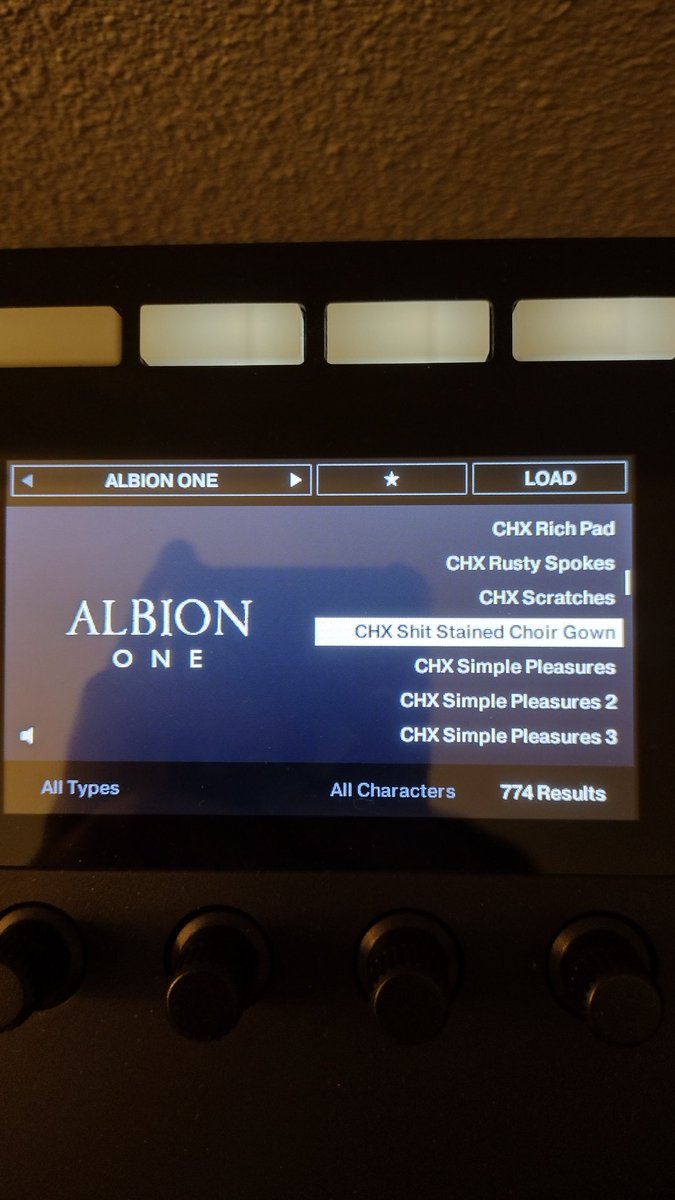 ALBION ONE
LOAD
CHX Rich Pad
CHX Rusty Spokes
CHX Scratches
CHX Shit Stained Choir Gown
CHX Simple Pleasures
CHX Simple Pleasures 2
CHX Simple Pleasures 3
ALBION
ONE
All Types
All Characters
774 Results